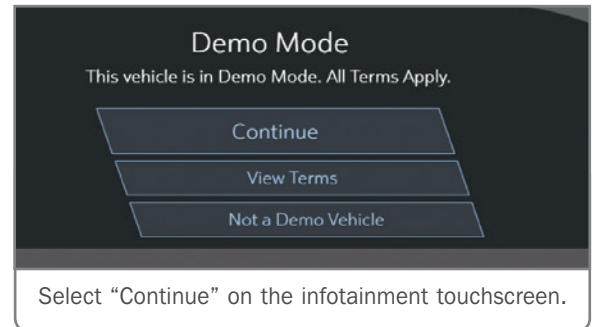 Demo Mode
This vehicle is in Demo Mode. All Terms Apply.
Continue
View Terms
Not a Demo Vehicle
Select “Continue” on the infotainment touchscreen.